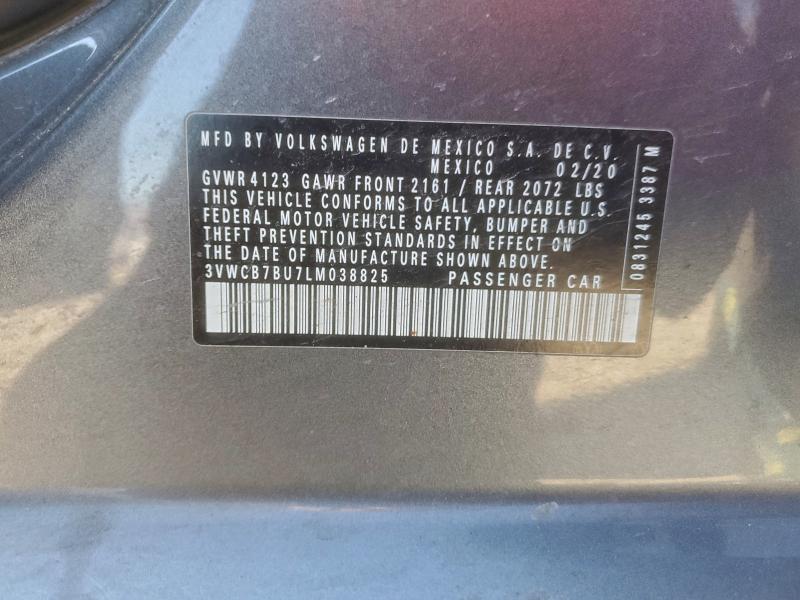 MFD BY VOLKSWAGEN DE MEXICO S.A. DE C.V.
MEXICO 02/20
GVWR 4123 GAWR FRONT 2161 / REAR 2072 LBS
THIS VEHICLE CONFORMS TO ALL APPLICABLE U.S.
FEDERAL MOTOR VEHICLE SAFETY, BUMPER AND
THEFT PREVENTION STANDARDS IN EFFECT ON
THE DATE OF MANUFACTURE SHOWN ABOVE.
3VWCB7BU7LM038825 PASSENGER CAR
0831245 3387 M